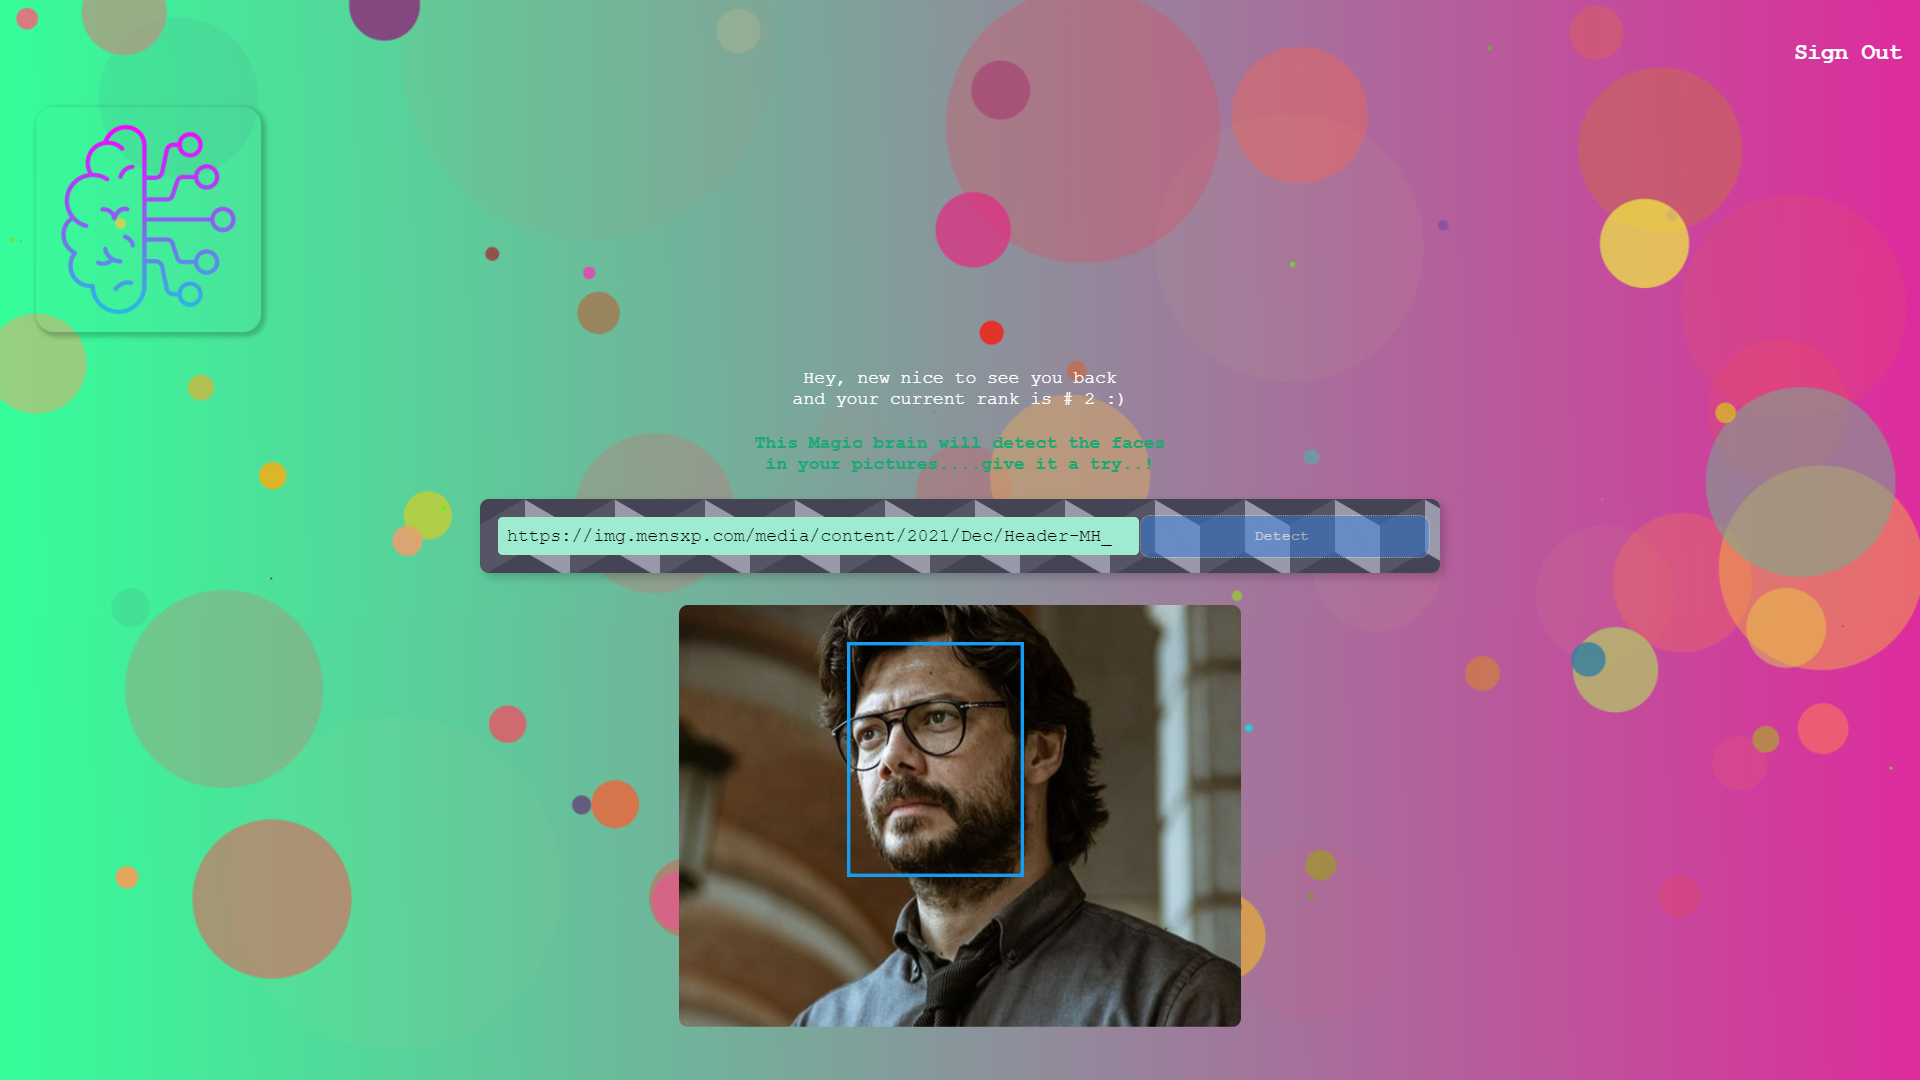 Sign Out
Hey, new nice to see you back
and your current rank is # 2 :)
This Magic brain will detect the faces
in your pictures....give it a try..!
https://img.mensxp.com/media/content/2021/Dec/Header-MH_
Detect